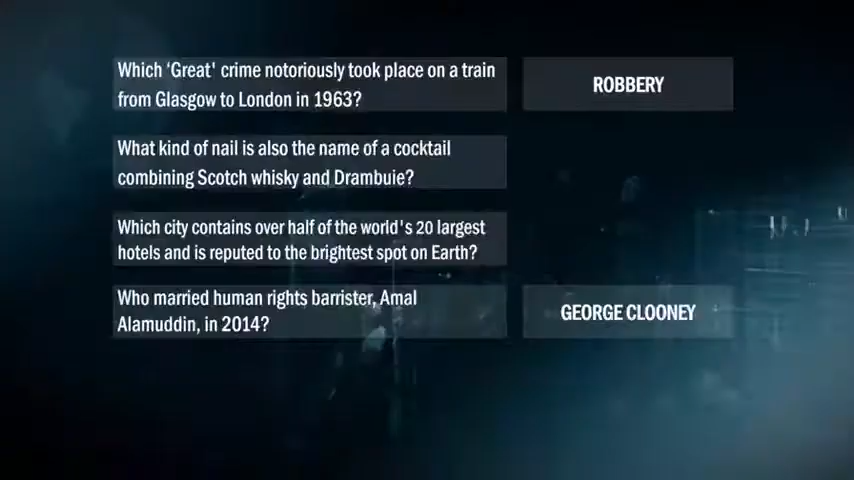 Which ‘Great' crime notoriously took place on a train
from Glasgow to London in 1963?
ROBBERY
What kind of nail is also the name of a cocktail
combining Scotch whisky and Drambuie?
Which city contains over half of the world's 20 largest
hotels and is reputed to the brightest spot on Earth?
Who married human rights barrister, Amal
Alamuddin, in 2014?
GEORGE CLOONEY